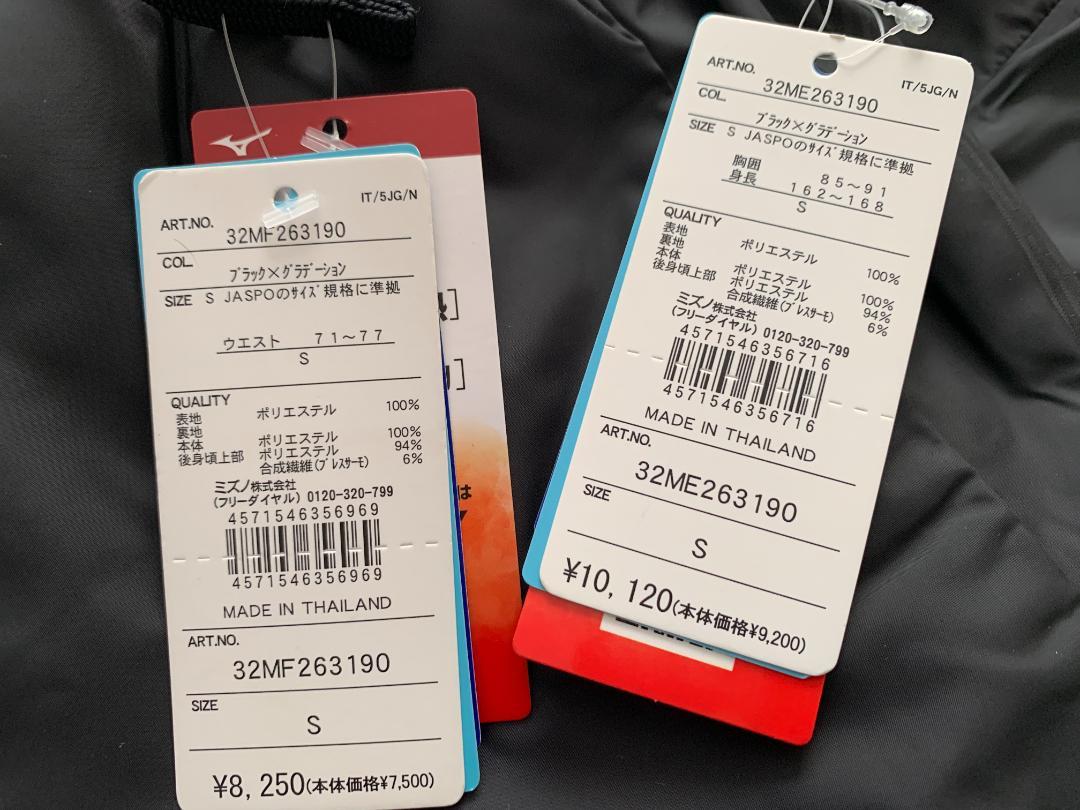 IT/5JG/N
ART.NO. 32MF263190
COL. ブラック×グラデーション
SIZE S JASPOのサイズ規格に準拠
ウエスト 71～77
S
QUALITY
表地 ポリエステル 100%
裏地
本体 ポリエステル 100%
後身頃上部 ポリエステル 94%
合成繊維(ブレスサーモ) 6%
ミズノ株式会社
(フリーダイヤル) 0120-320-799
4571546356969
4571546356969
MADE IN THAILAND
ART.NO.
32MF263190
SIZE
S
¥8,250(本体価格¥7,500)
は
IT/5JG/N
ART.NO. 32ME263190
COL. ブラック×グラデーション
SIZE S JASPOのサイズ規格に準拠
胸囲 85～91
身長 162～168
S
QUALITY
表地 ポリエステル 100%
裏地
本体 ポリエステル 100%
後身頃上部 ポリエステル 94%
合成繊維(ブレスサーモ) 6%
ミズノ株式会社
(フリーダイヤル) 0120-320-799
4571546356716
4571546356716
MADE IN THAILAND
ART.NO.
32ME263190
SIZE
S
¥10,120(本体価格¥9,200)